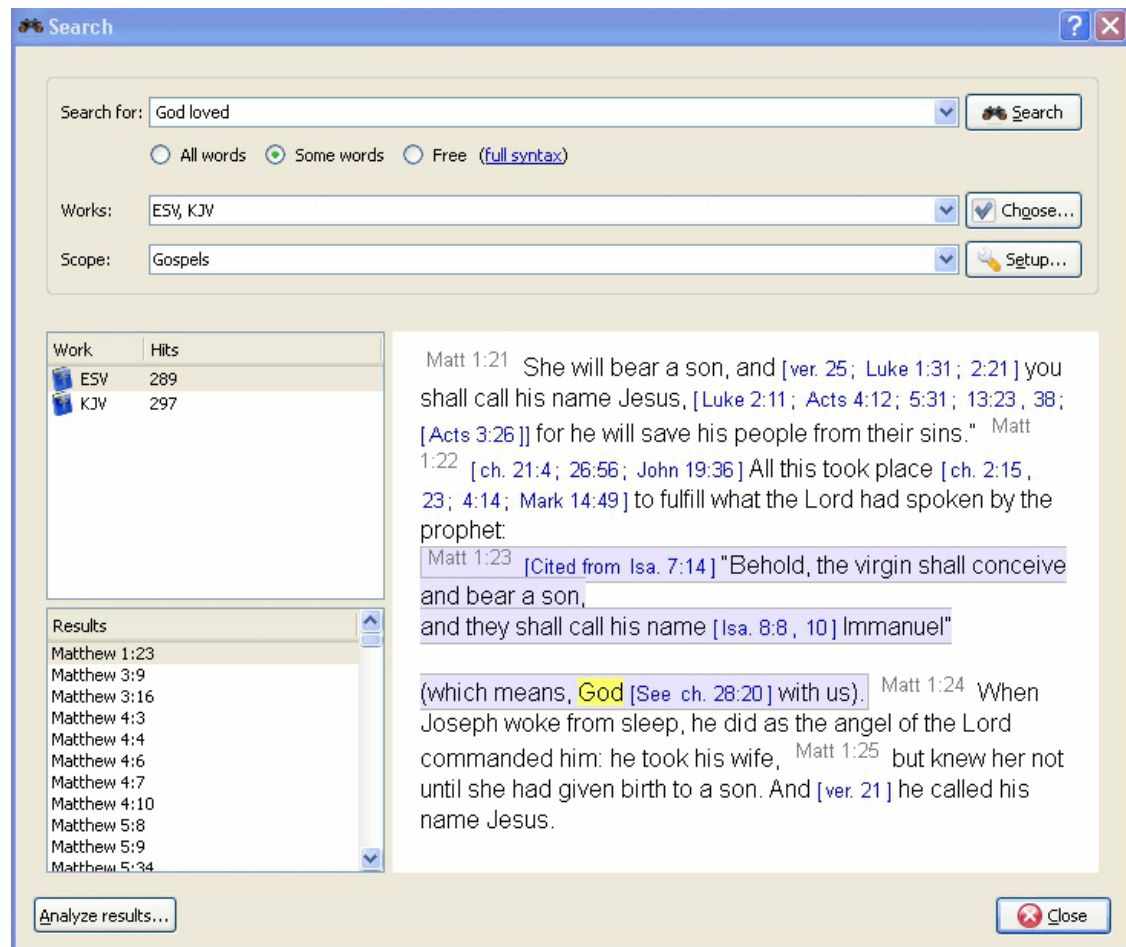 Search
Search for: God loved Search
All words Some words Free (full syntax)
Works: ESV, KJV Choose...
Scope: Gospels Setup...
Work Hits
ESV 289
KJV 297
Results
Matthew 1:23
Matthew 3:9
Matthew 3:16
Matthew 4:3
Matthew 4:4
Matthew 4:6
Matthew 4:7
Matthew 4:10
Matthew 5:8
Matthew 5:9
Matthew 5:34
Matt 1:21 She will bear a son, and [ver. 25; Luke 1:31; 2:21] you
shall call his name Jesus, [Luke 2:11; Acts 4:12; 5:31; 13:23, 38;
[Acts 3:26]] for he will save his people from their sins." Matt
1:22 [ch. 21:4; 26:56; John 19:36] All this took place [ch. 2:15,
23; 4:14; Mark 14:49] to fulfill what the Lord had spoken by the
prophet:
Matt 1:23 [Cited from Isa. 7:14] "Behold, the virgin shall conceive
and bear a son,
and they shall call his name [Isa. 8:8, 10] Immanuel"
(which means, God [See ch. 28:20] with us). Matt 1:24 When
Joseph woke from sleep, he did as the angel of the Lord
commanded him: he took his wife, Matt 1:25 but knew her not
until she had given birth to a son. And [ver. 21] he called his
name Jesus.
Analyze results... Close